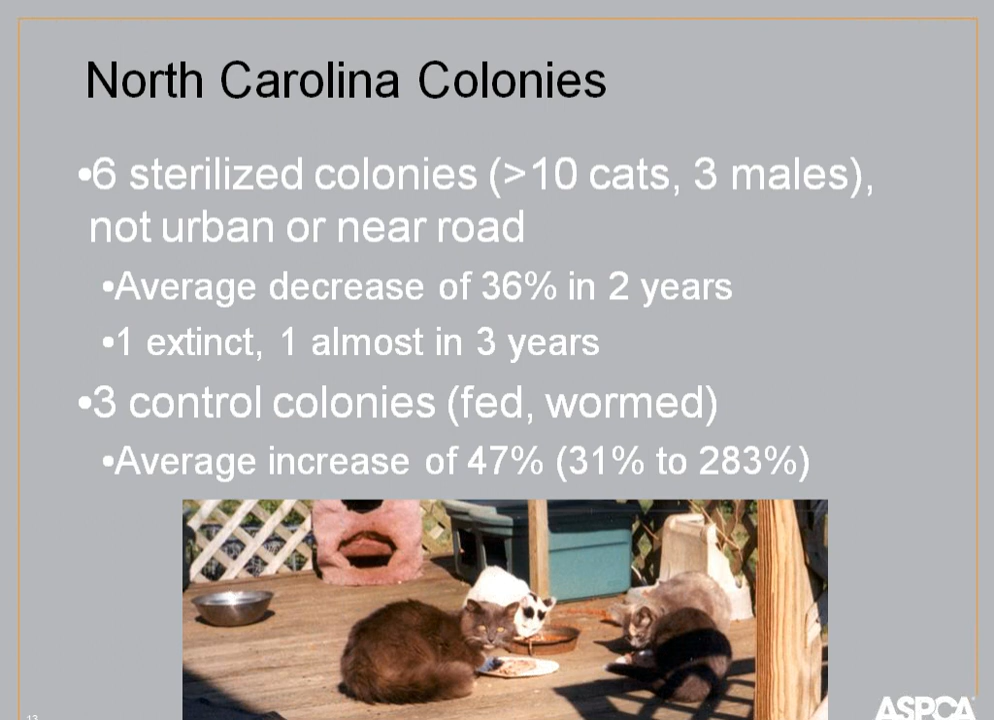 North Carolina Colonies
•6 sterilized colonies (>10 cats, 3 males),
not urban or near road
•Average decrease of 36% in 2 years
•1 extinct, 1 almost in 3 years
•3 control colonies (fed, wormed)
•Average increase of 47% (31% to 283%)
13
ASPCA